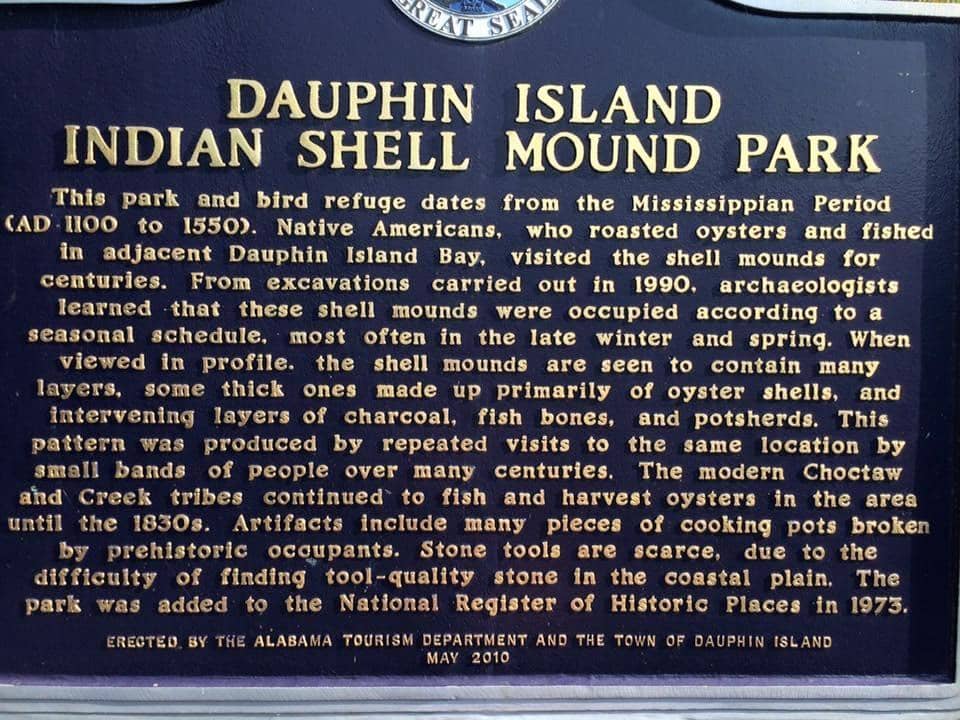 GREAT SEAL
DAUPHIN ISLAND
INDIAN SHELL MOUND PARK
This park and bird refuge dates from the Mississippian Period
(AD 1100 to 1550). Native Americans, who roasted oysters and fished
in adjacent Dauphin Island Bay, visited the shell mounds for
centuries. From excavations carried out in 1990, archaeologists
learned that these shell mounds were occupied according to a
seasonal schedule, most often in the late winter and spring. When
viewed in profile, the shell mounds are seen to contain many
layers, some thick ones made up primarily of oyster shells, and
intervening layers of charcoal, fish bones, and potsherds. This
pattern was produced by repeated visits to the same location by
small bands of people over many centuries. The modern Choctaw
and Creek tribes continued to fish and harvest oysters in the area
until the 1830s. Artifacts include many pieces of cooking pots broken
by prehistoric occupants. Stone tools are scarce, due to the
difficulty of finding tool-quality stone in the coastal plain. The
park was added to the National Register of Historic Places in 1973.
ERECTED BY THE ALABAMA TOURISM DEPARTMENT AND THE TOWN OF DAUPHIN ISLAND
MAY 2010